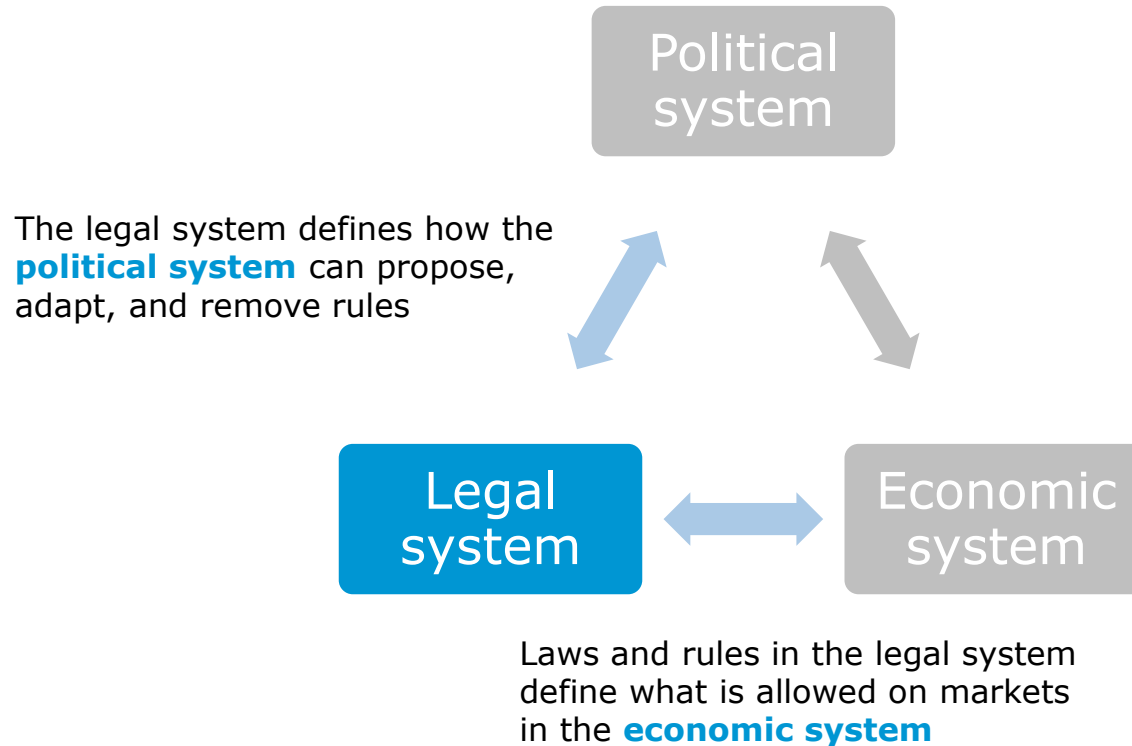 Political
system
The legal system defines how the
political system can propose,
adapt, and remove rules
Legal
system
Economic
system
Laws and rules in the legal system
define what is allowed on markets
in the economic system